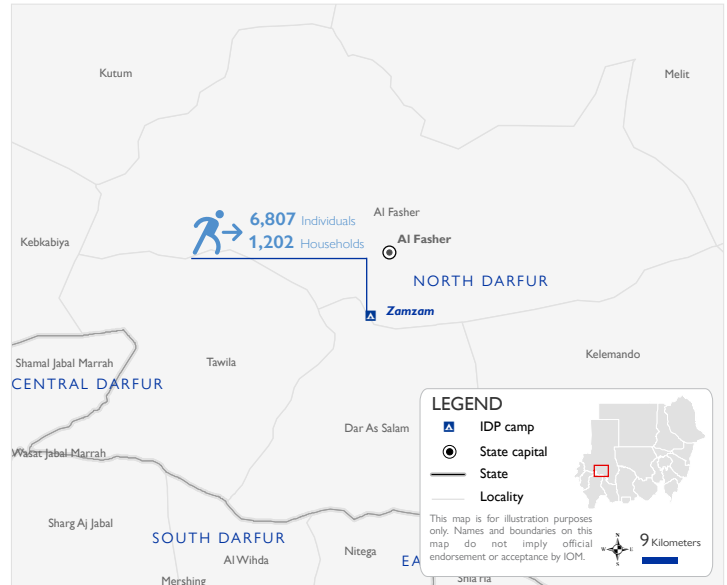 Kutum
Melit
6,807 Individuals
1,202 Households
Al Fasher
Al Fasher
Kebkabiya
NORTH DARFUR
Zamzam
Shamal Jabal Marrah
Tawila
Kelemando
CENTRAL DARFUR
Dar As Salam
Wasat Jabal Marrah
Sharg Aj Jabal
SOUTH DARFUR
Al Wihda
Nitega
EA
Mershing
Shia'ria
LEGEND
IDP camp
State capital
State
Locality
This map is for illustration purposes
only. Names and boundaries on this
map do not imply official
endorsement or acceptance by IOM.
N
W E
S
9 Kilometers